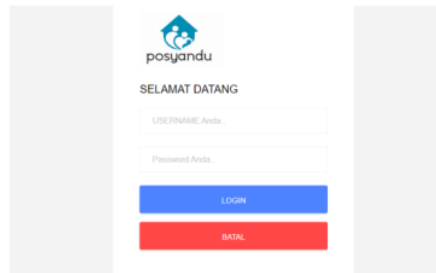 posyandu
SELAMAT DATANG
USERNAME Anda..
Password Anda..
LOGIN
BATAL